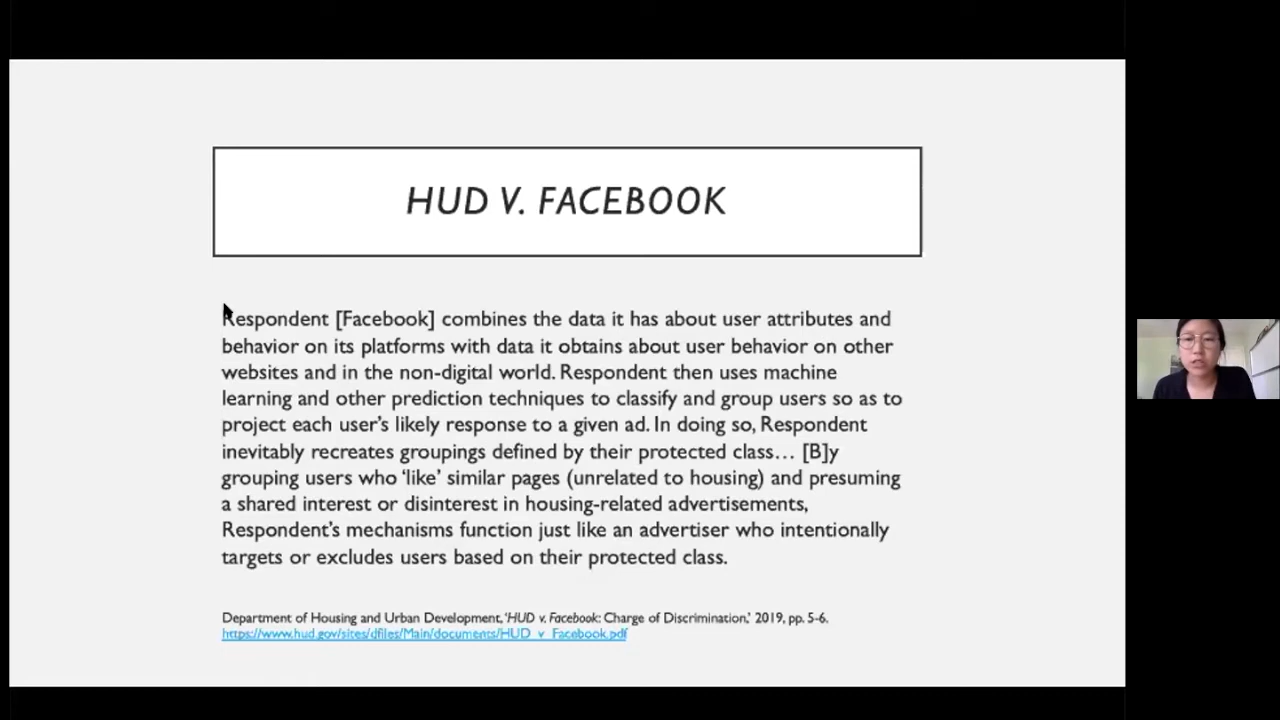 HUD V. FACEBOOK
Respondent [Facebook] combines the data it has about user attributes and
behavior on its platforms with data it obtains about user behavior on other
websites and in the non-digital world. Respondent then uses machine
learning and other prediction techniques to classify and group users so as to
project each user's likely response to a given ad. In doing so, Respondent
inevitably recreates groupings defined by their protected class… [B]y
grouping users who ‘like’ similar pages (unrelated to housing) and presuming
a shared interest or disinterest in housing-related advertisements,
Respondent's mechanisms function just like an advertiser who intentionally
targets or excludes users based on their protected class.
Department of Housing and Urban Development, ‘HUD v. Facebook: Charge of Discrimination,’ 2019, pp. 5-6.
https://www.hud.gov/sites/dfiles/Main/documents/HUD_v_Facebook.pdf